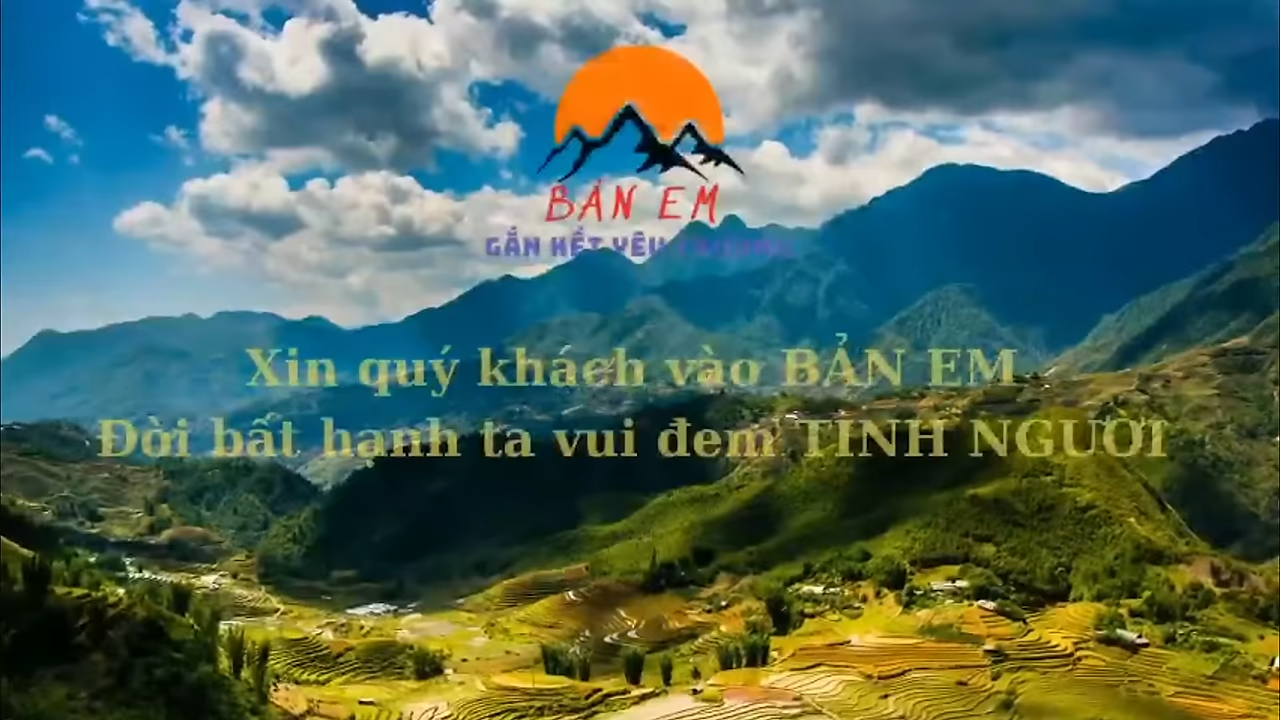 BẢN EM
GẮN KẾT YÊU
Xin quý khách vào BẢN EM
Đời bất hạnh ta vui đem TÌNH NGƯỜI